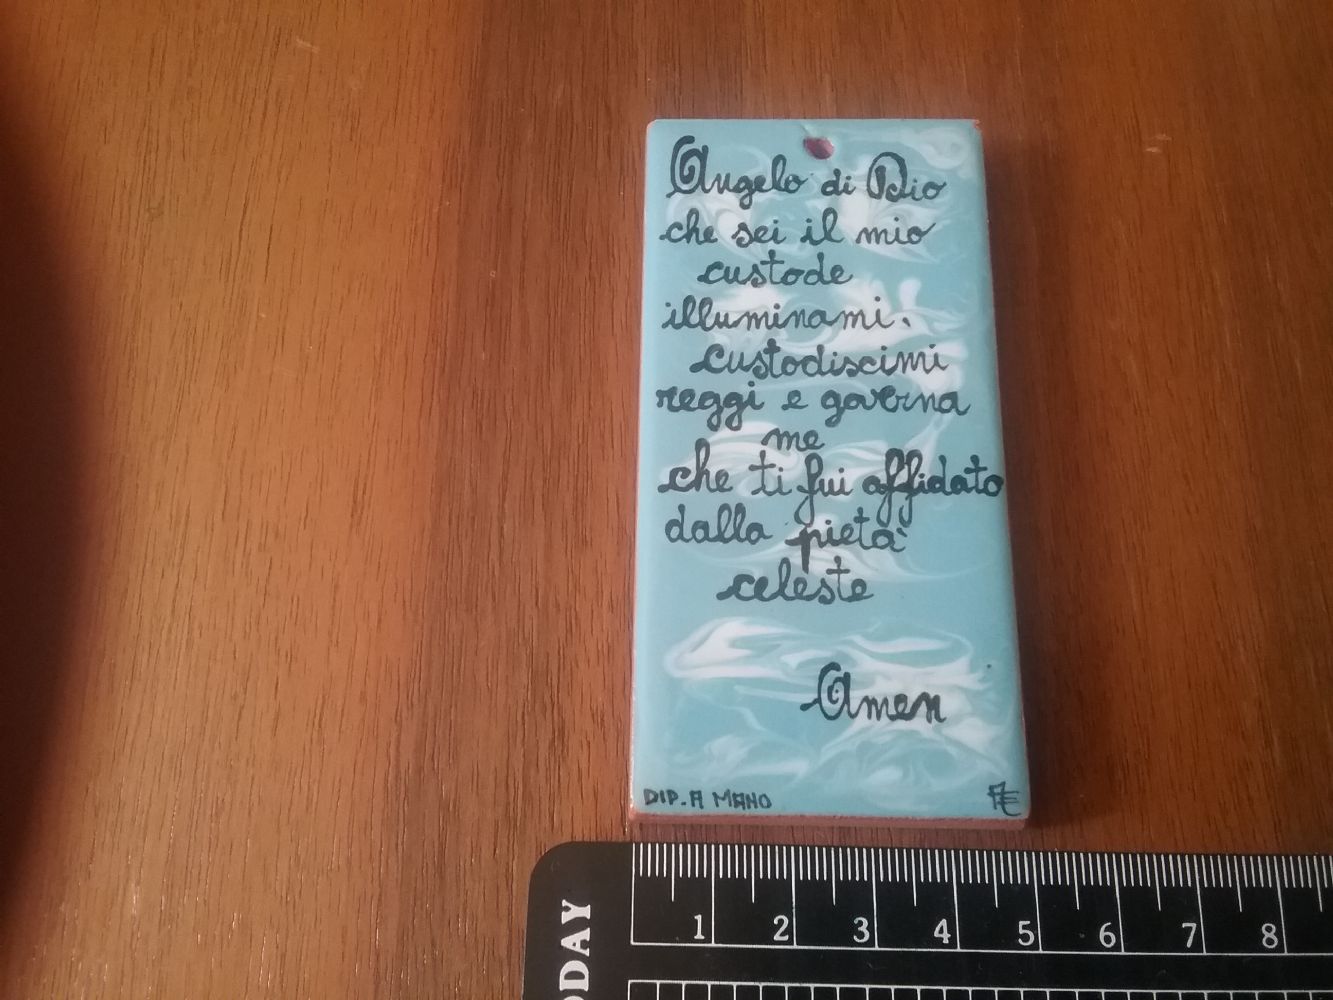 Angelo di Dio
che sei il mio
custode
illuminami,
custodiscimi
reggi e governa
me
che ti fui affidato
dalla pietà
celeste
Amen
DIP. A MANO
ODAY
1 2 3 4 5 6 7 8